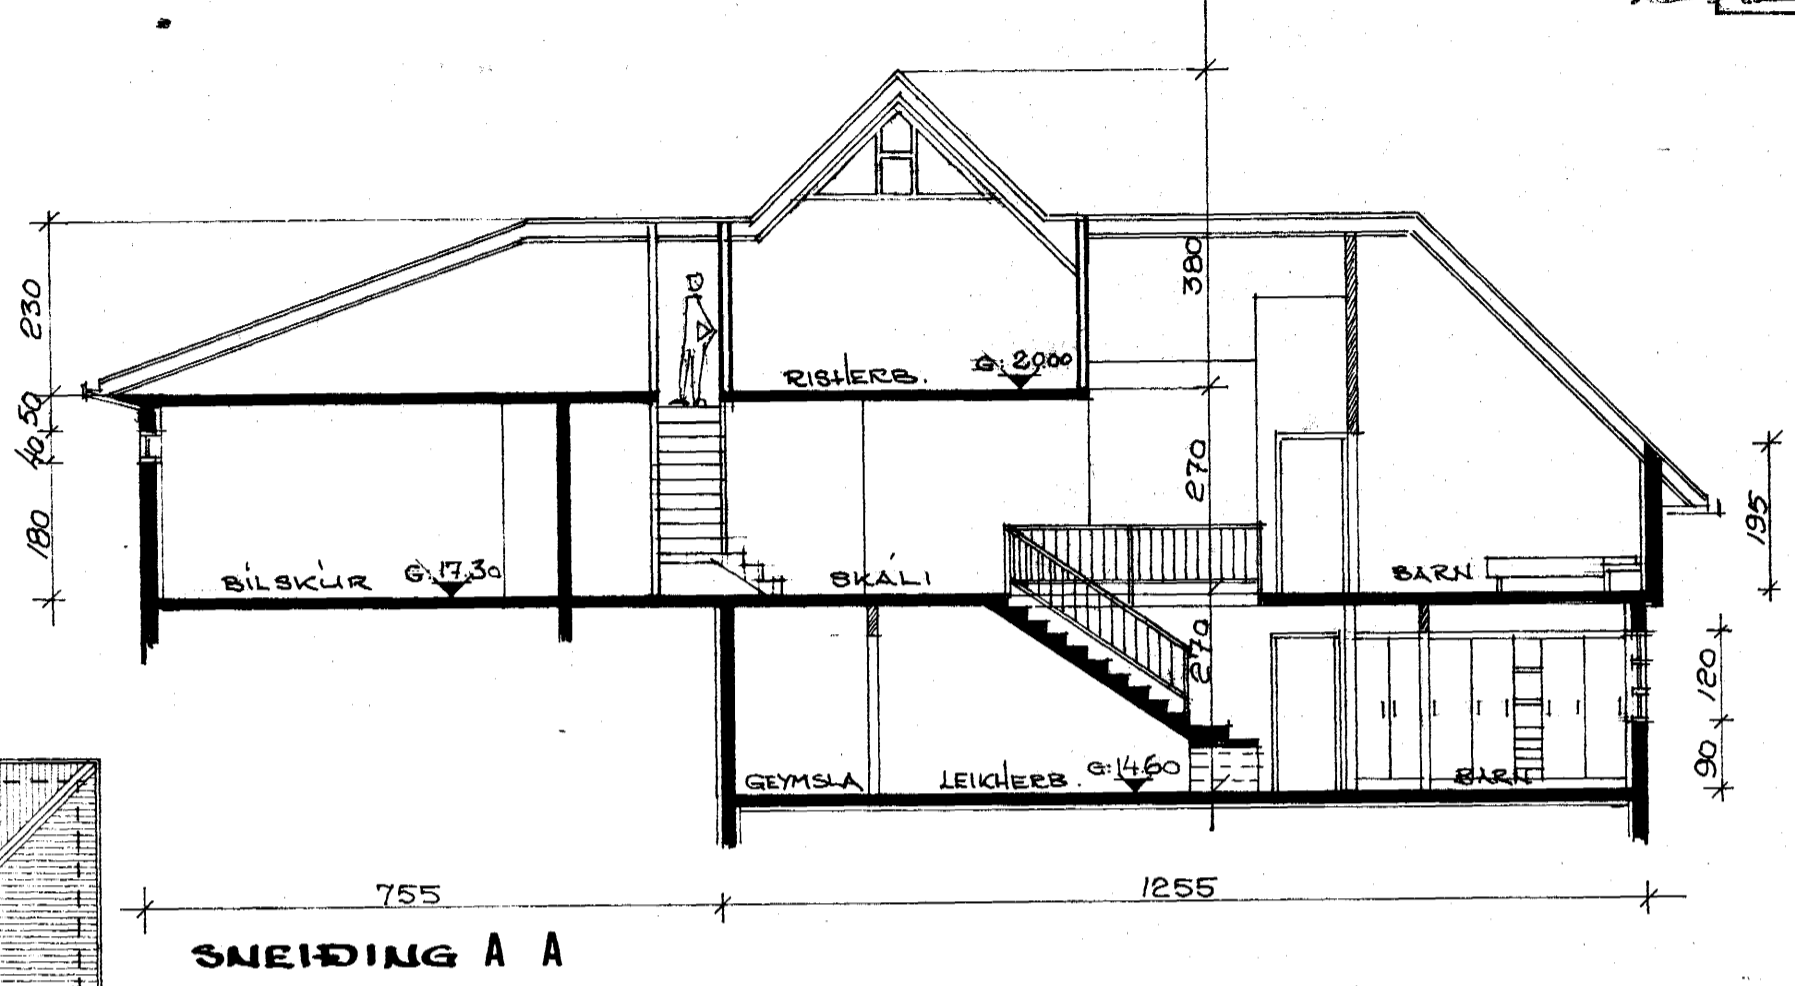 380
230
RISHERB. G: 20.00
50
40
270
195
180
BÍLSKÚR G: 17.30
SKÁLI
BARN
270
120
90
GEYMSLA
LEIKHERB. G: 14.60
BARN
755
1255
SNEIÐING A A